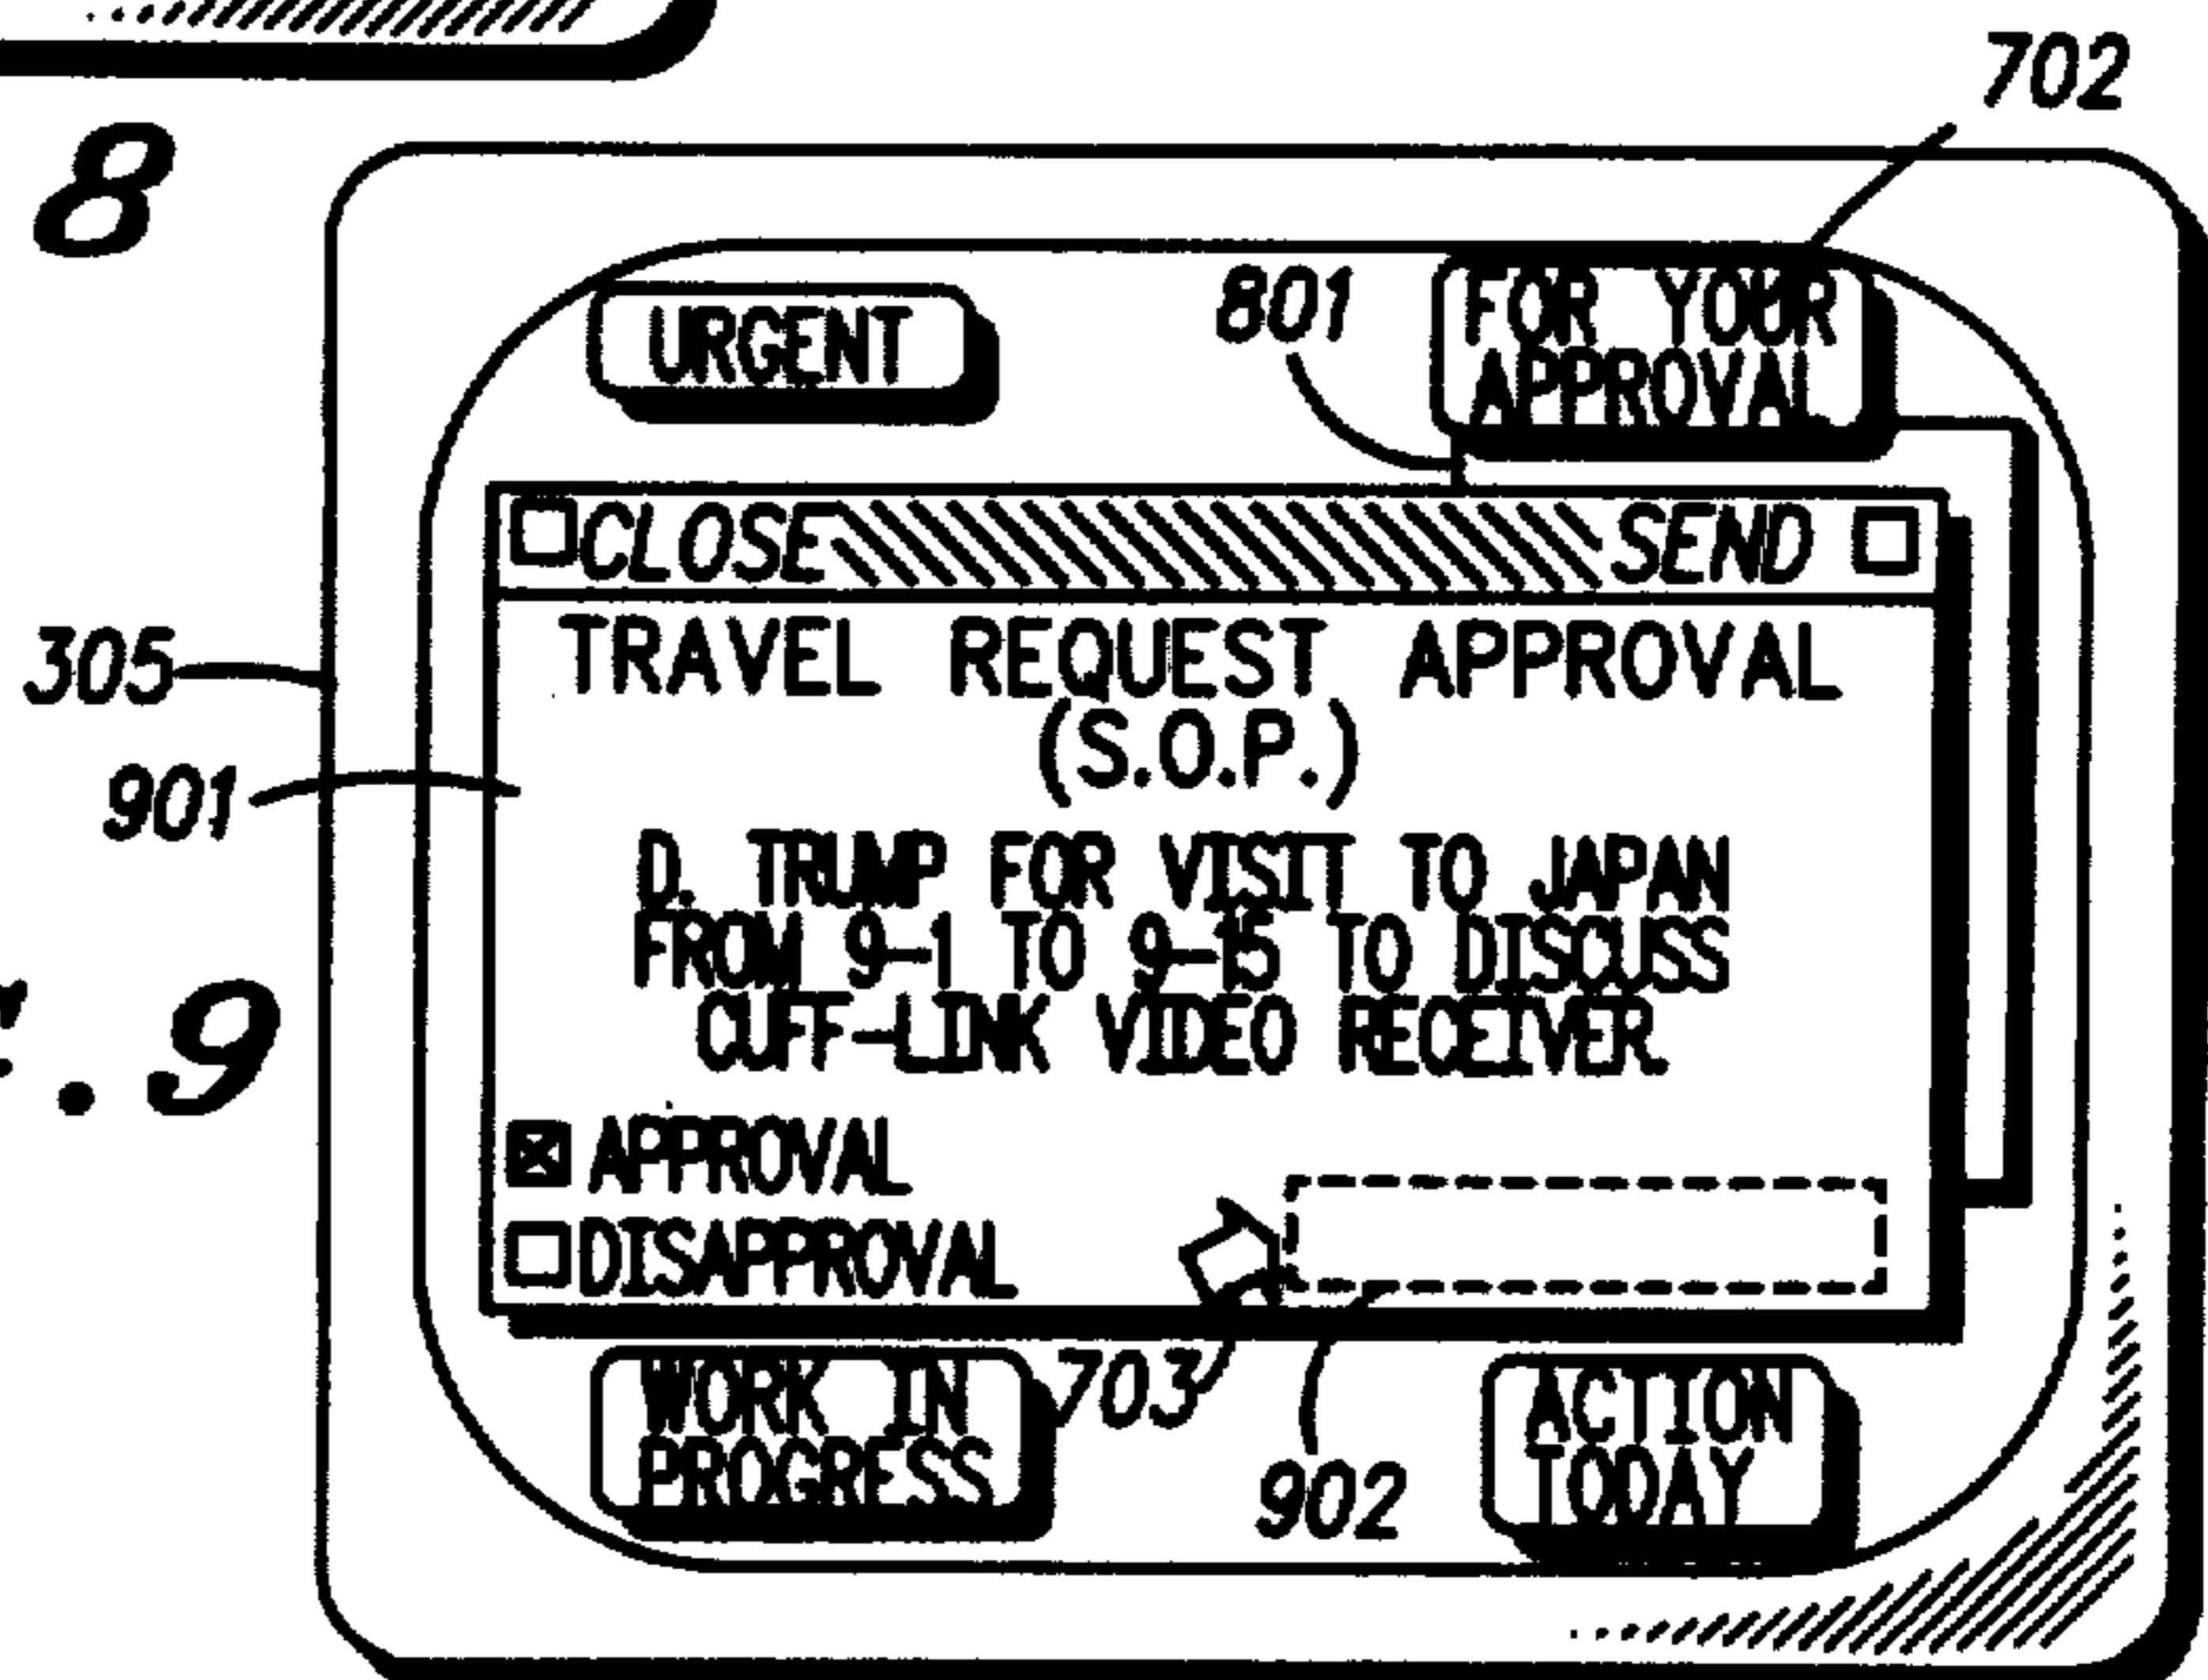 702
8
URGENT
801
FOR YOUR
APPROVAL
CLOSE SEND
305
TRAVEL REQUEST APPROVAL
(S.O.P.)
901
D. TRUMP FOR VISIT TO JAPAN
FROM 9-1 TO 9-15 TO DISCUSS
CUFF-LINK VIDEO RECEIVER.
.9
APPROVAL
DISAPPROVAL
WORK IN
PROGRESS
703
902
ACTION
TODAY